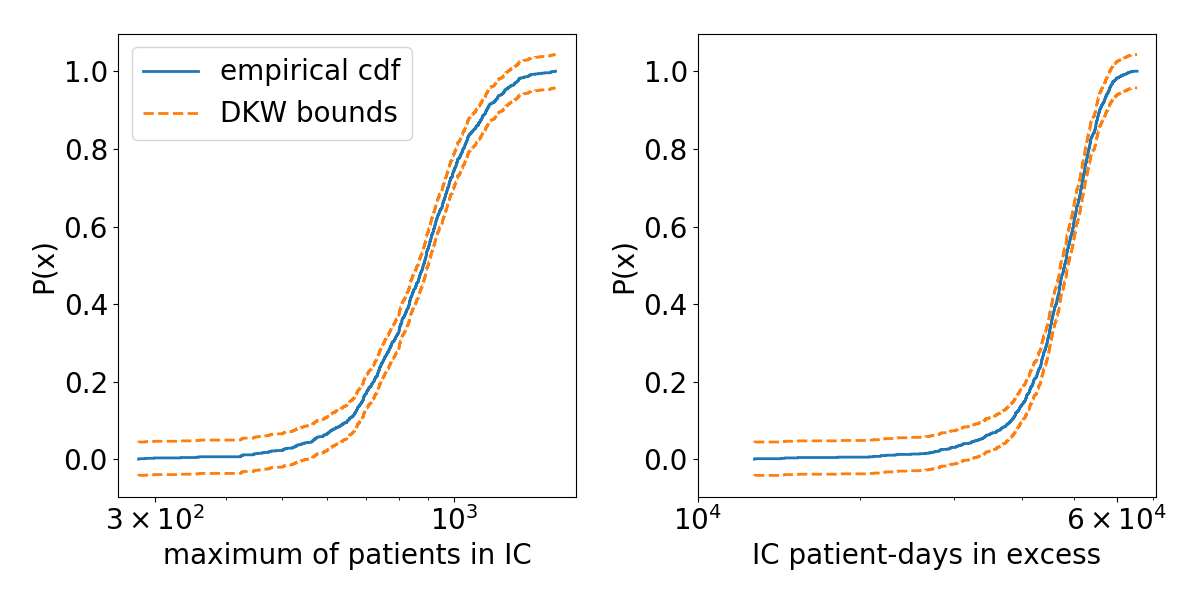 empirical cdf
DKW bounds
P(x)
1.0
0.8
0.6
0.4
0.2
0.0
3 × 10²
10³
maximum of patients in IC
P(x)
1.0
0.8
0.6
0.4
0.2
0.0
10⁴
6 × 10⁴
IC patient-days in excess